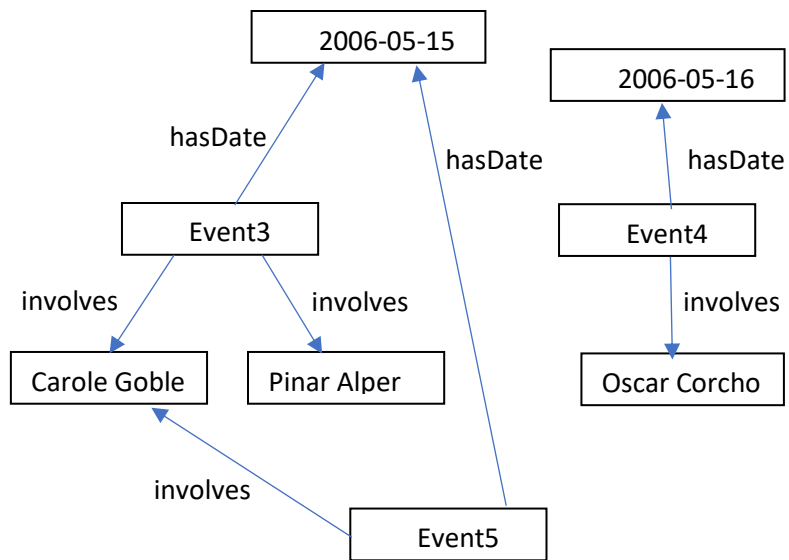 2006-05-15
2006-05-16
hasDate
hasDate
hasDate
Event3
Event4
involves
involves
involves
Carole Goble
Pinar Alper
Oscar Corcho
involves
Event5